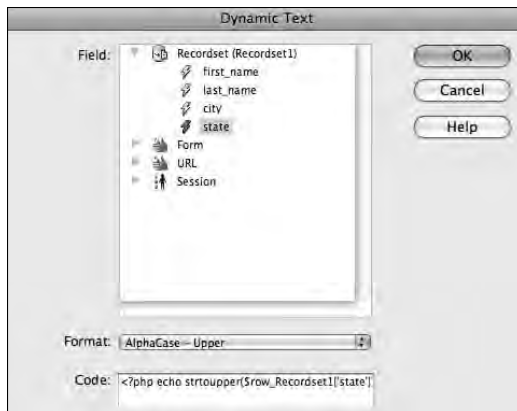 Dynamic Text
Field:
Recordset (Recordset1)
first_name
last_name
city
state
Form
URL
Session
OK
Cancel
Help
Format:
AlphaCase – Upper
Code:
<?php echo strtoupper($row_Recordset1['state']